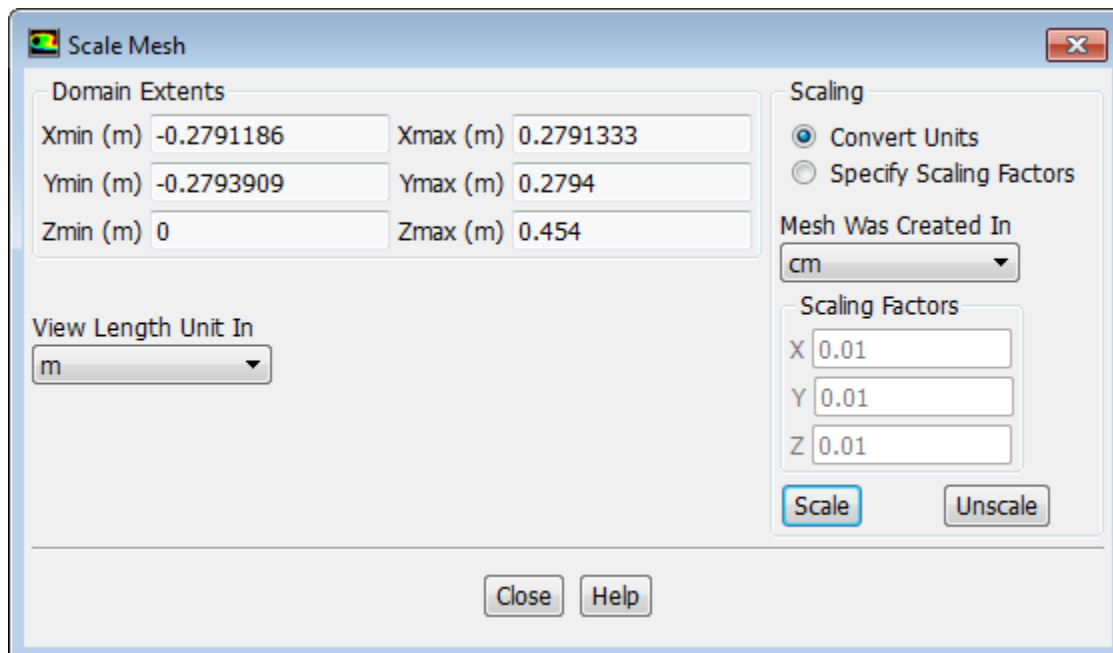 Scale Mesh
Domain Extents
Xmin (m) -0.2791186 Xmax (m) 0.2791333
Ymin (m) -0.2793909 Ymax (m) 0.2794
Zmin (m) 0 Zmax (m) 0.454
View Length Unit In
m
Scaling
Convert Units
Specify Scaling Factors
Mesh Was Created In
cm
Scaling Factors
X 0.01
Y 0.01
Z 0.01
Scale Unscale
Close Help